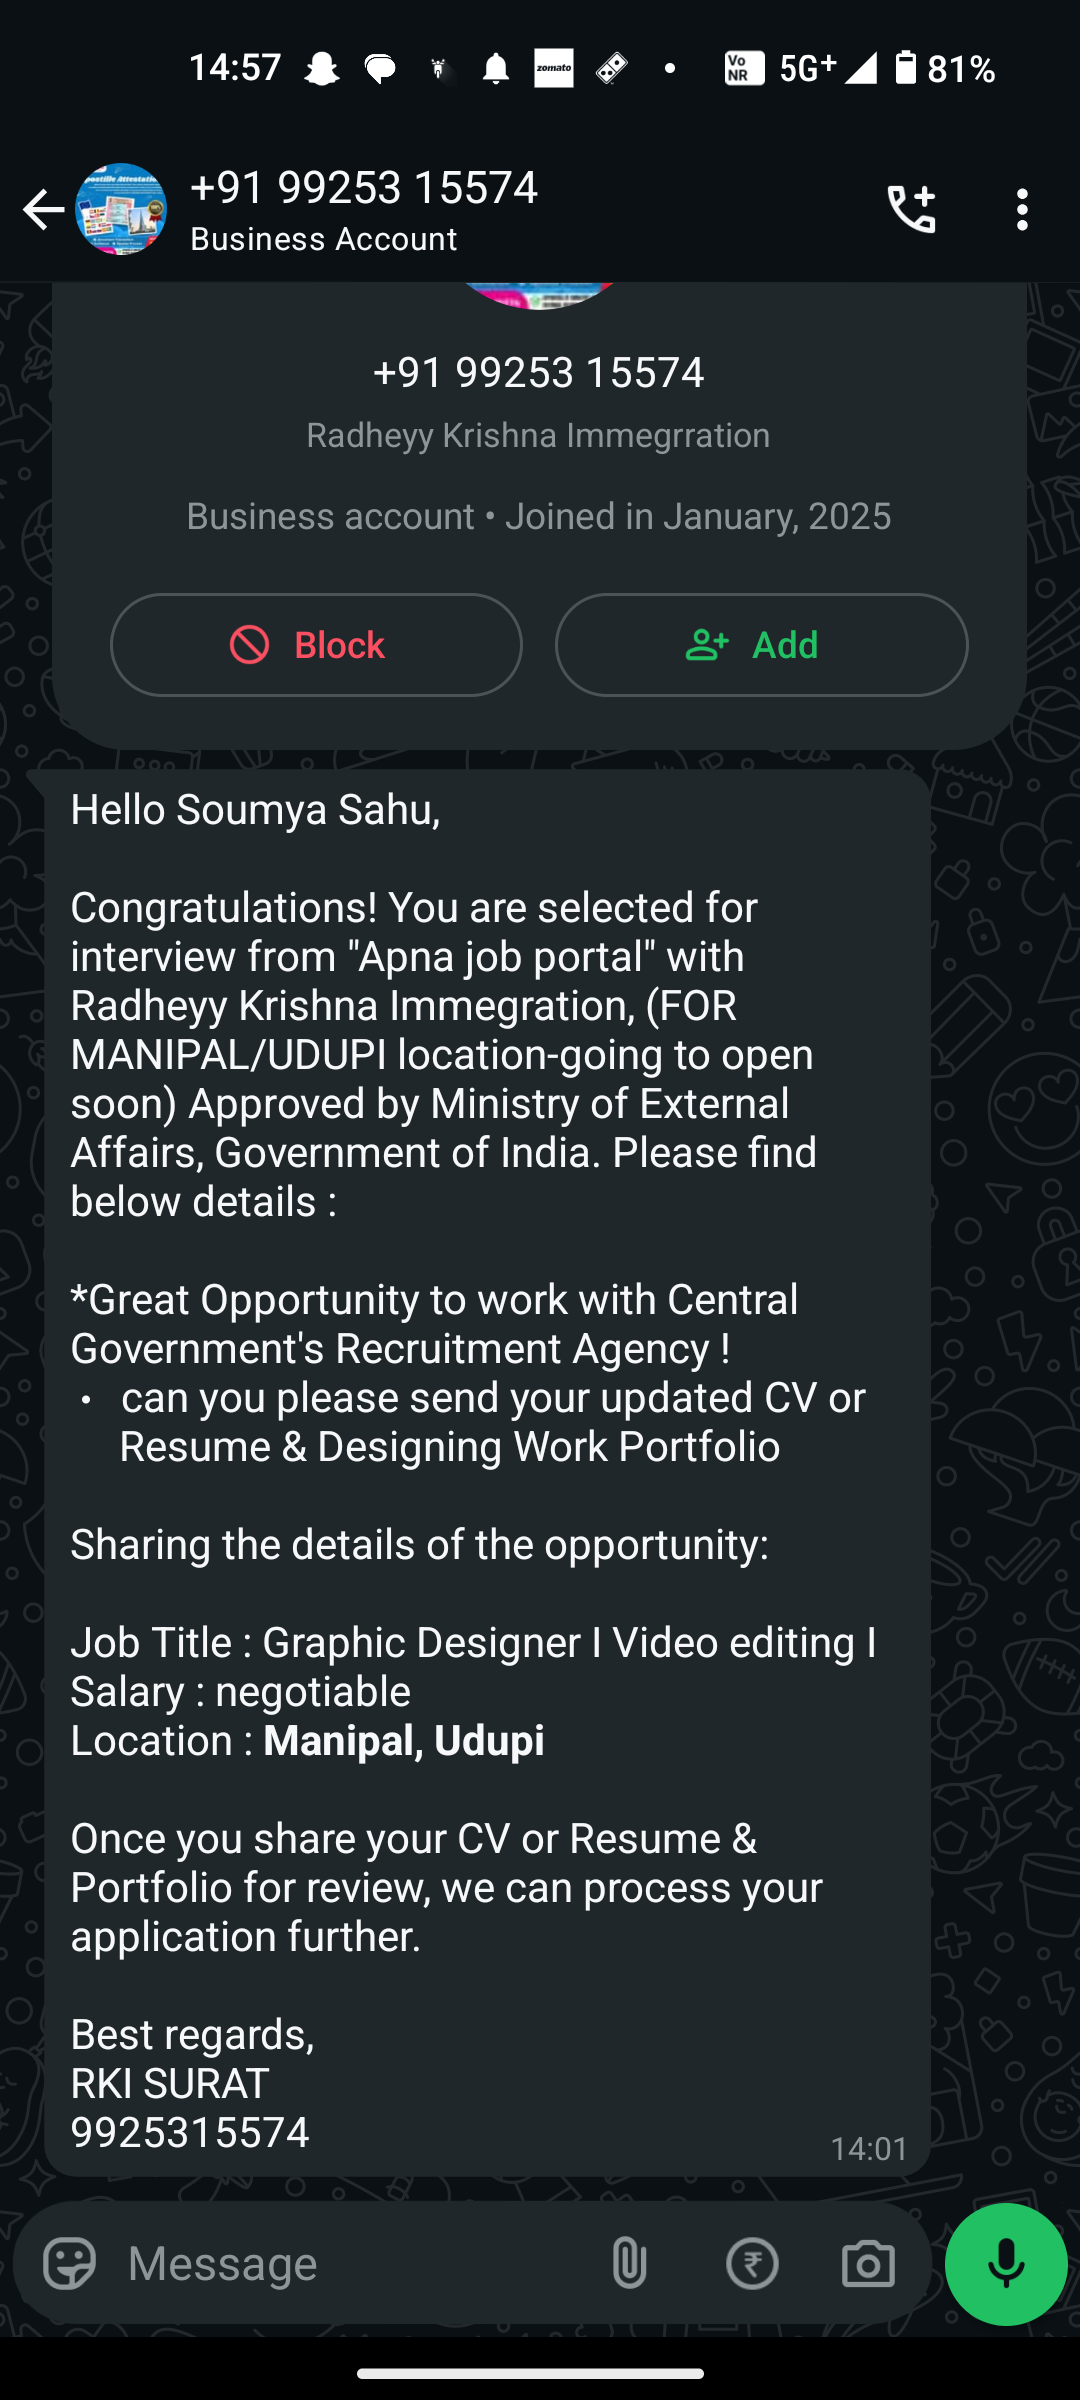 14:57
zomato
Vo
NR
5G+
81%
+91 99253 15574
Business Account
+91 99253 15574
Radheyy Krishna Immegrration
Business account • Joined in January, 2025
Block
Add
Hello Soumya Sahu,
Congratulations! You are selected for
interview from "Apna job portal" with
Radheyy Krishna Immegration, (FOR
MANIPAL/UDUPI location-going to open
soon) Approved by Ministry of External
Affairs, Government of India. Please find
below details :
*Great Opportunity to work with Central
Government's Recruitment Agency !
• can you please send your updated CV or
Resume & Designing Work Portfolio
Sharing the details of the opportunity:
Job Title : Graphic Designer I Video editing I
Salary : negotiable
Location : Manipal, Udupi
Once you share your CV or Resume &
Portfolio for review, we can process your
application further.
Best regards,
RKI SURAT
9925315574
14:01
Message